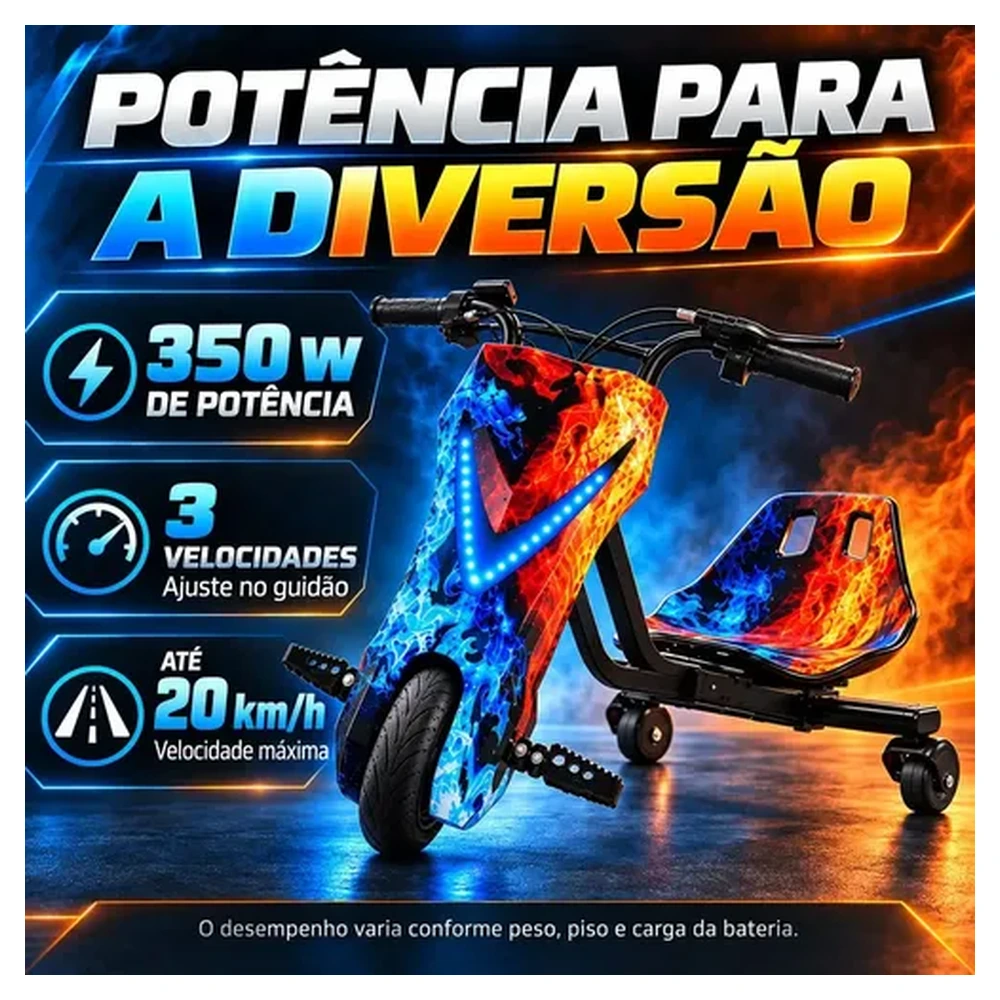 POTÊNCIA PARA
A DIVERSÃO
350 W
DE POTÊNCIA
3
VELOCIDADES
Ajuste no guidão
ATÉ
20 km/h
Velocidade máxima
O desempenho varia conforme peso, piso e carga da bateria.